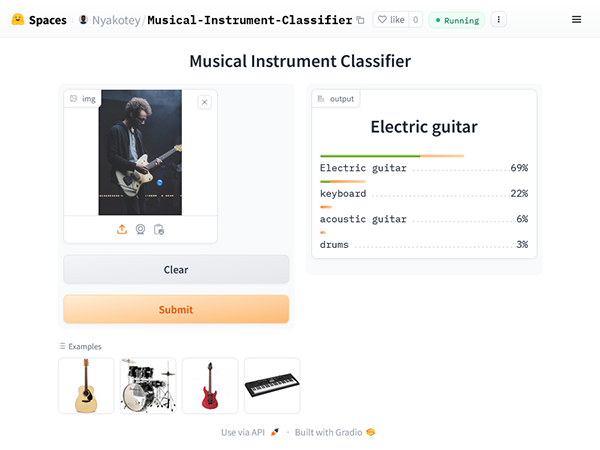 Spaces Nyakotey/Musical-Instrument-Classifier like 0 Running
Musical Instrument Classifier
img
output
Electric guitar
Electric guitar 69%
keyboard 22%
acoustic guitar 6%
drums 3%
Clear
Submit
Examples
Use via API · Built with Gradio